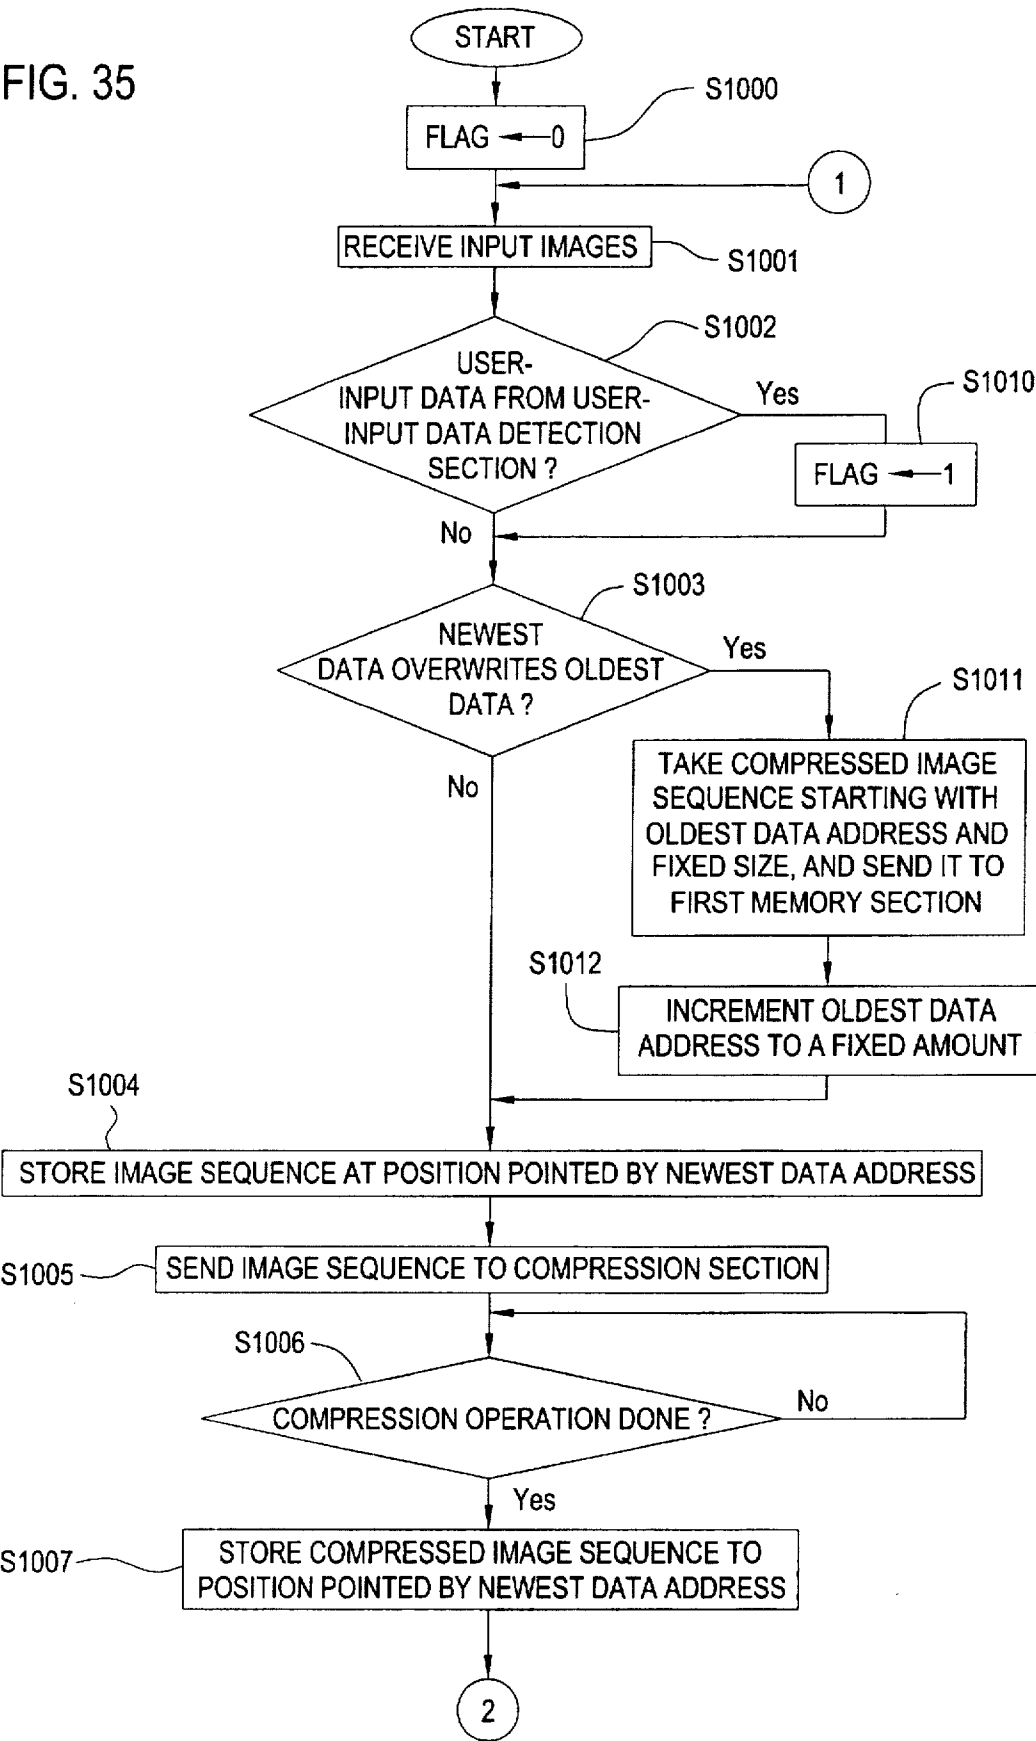 FIG. 35
START
S1000
FLAG ← 0
1
RECEIVE INPUT IMAGES
S1001
S1002
USER-
INPUT DATA FROM USER-
INPUT DATA DETECTION
SECTION ?
Yes
S1010
FLAG ← 1
No
S1003
NEWEST
DATA OVERWRITES OLDEST
DATA ?
Yes
No
S1011
TAKE COMPRESSED IMAGE
SEQUENCE STARTING WITH
OLDEST DATA ADDRESS AND
FIXED SIZE, AND SEND IT TO
FIRST MEMORY SECTION
S1012
INCREMENT OLDEST DATA
ADDRESS TO A FIXED AMOUNT
S1004
STORE IMAGE SEQUENCE AT POSITION POINTED BY NEWEST DATA ADDRESS
S1005
SEND IMAGE SEQUENCE TO COMPRESSION SECTION
S1006
COMPRESSION OPERATION DONE ?
No
Yes
S1007
STORE COMPRESSED IMAGE SEQUENCE TO
POSITION POINTED BY NEWEST DATA ADDRESS
2